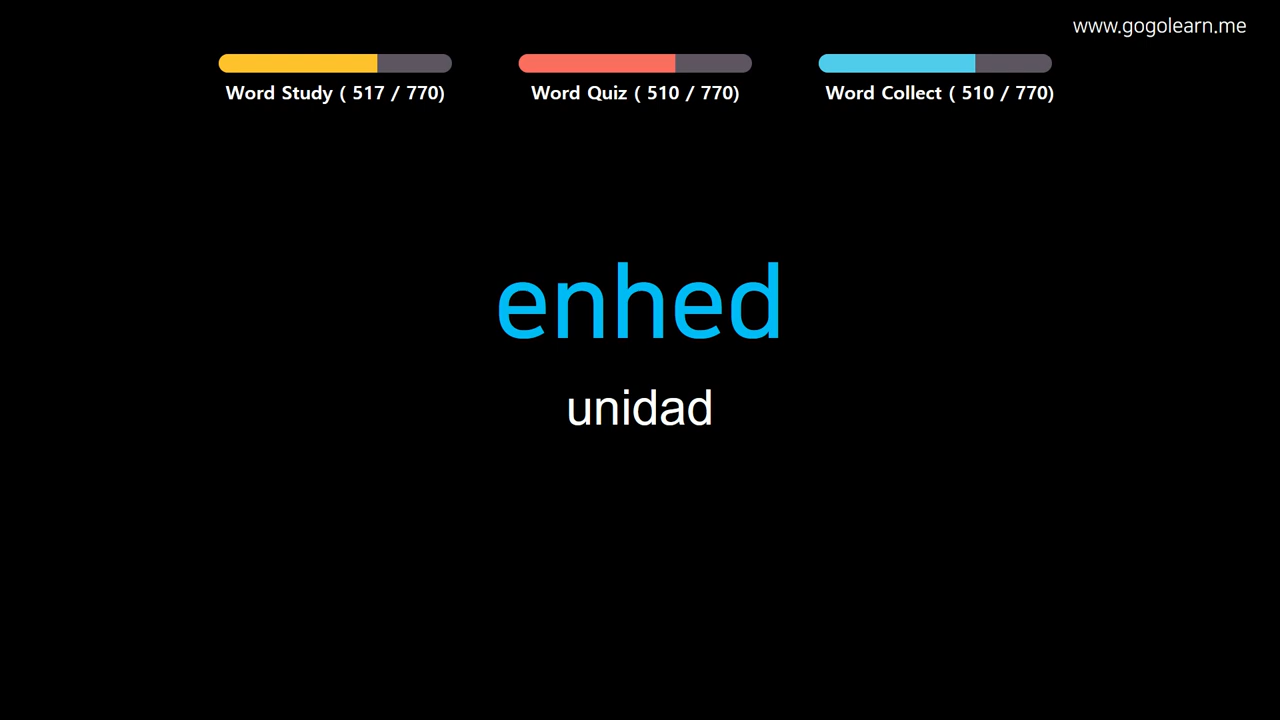 www.gogolearn.me
Word Study ( 517 / 770)
Word Quiz ( 510 / 770)
Word Collect ( 510 / 770)
enhed
unidad